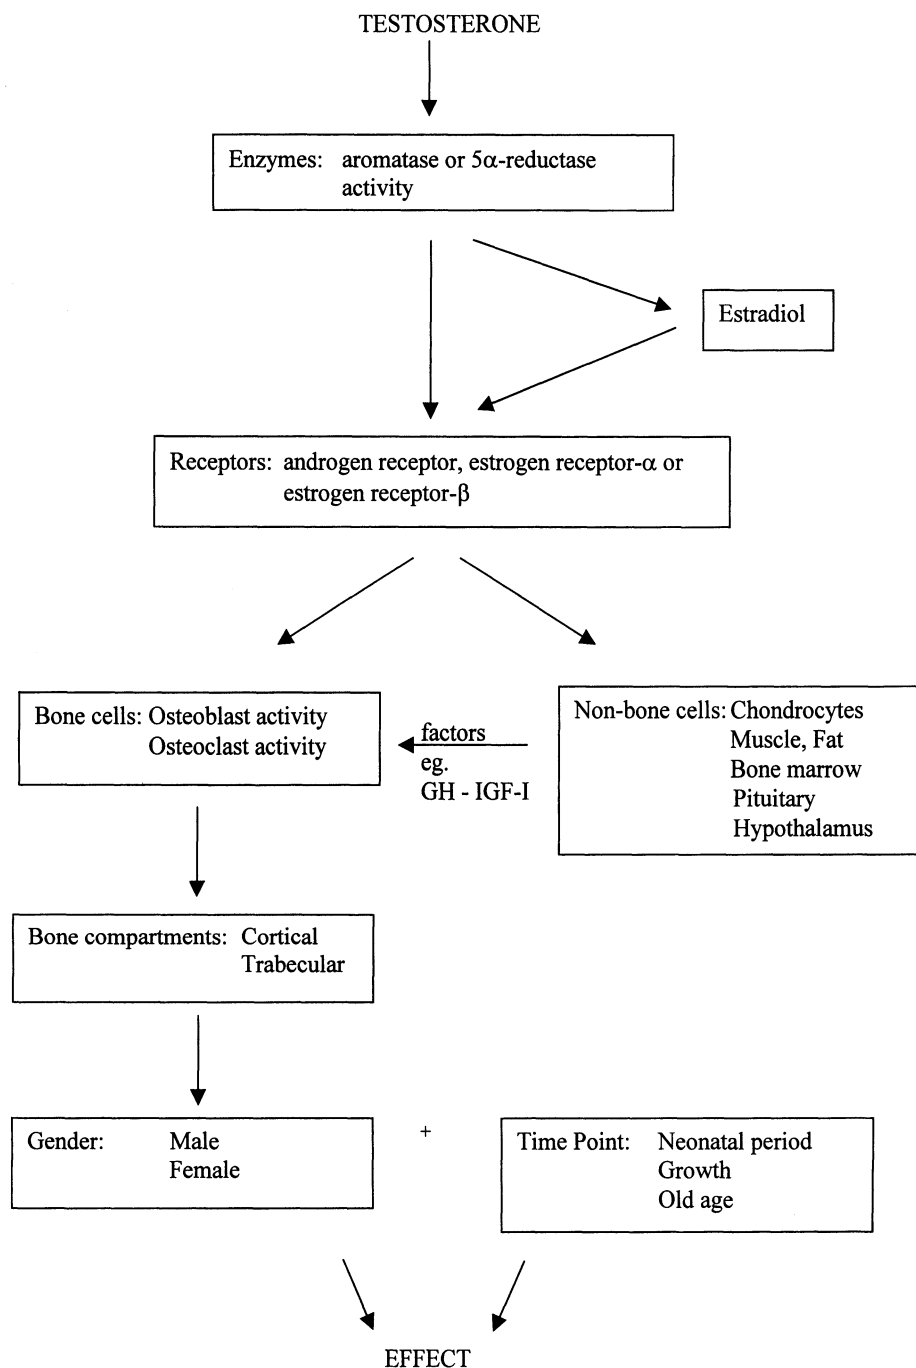 TESTOSTERONE
Enzymes: aromatase or 5α-reductase
activity
Estradiol
Receptors: androgen receptor, estrogen receptor-α or
estrogen receptor-β
Bone cells: Osteoblast activity
Osteoclast activity
factors
eg.
GH - IGF-I
Non-bone cells: Chondrocytes
Muscle, Fat
Bone marrow
Pituitary
Hypothalamus
Bone compartments: Cortical
Trabecular
Gender: Male
Female
+
Time Point: Neonatal period
Growth
Old age
EFFECT